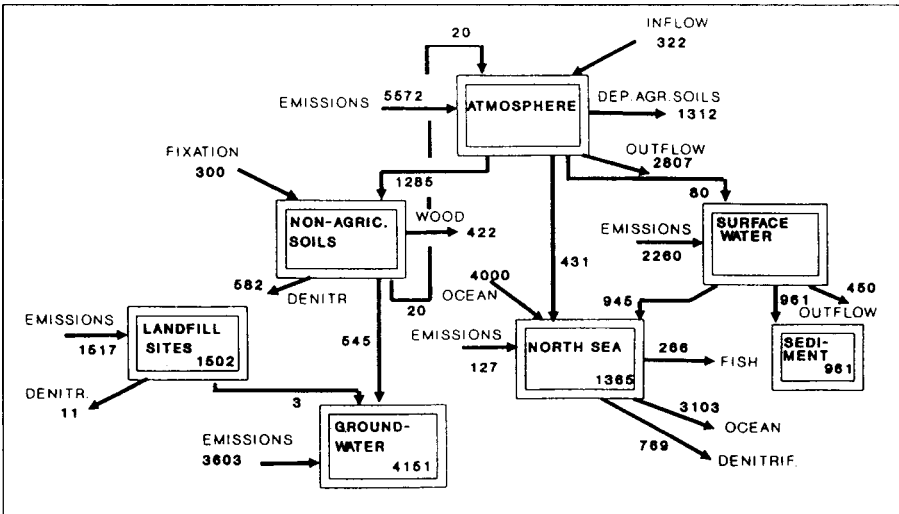 20
INFLOW
322
EMISSIONS
5572
ATMOSPHERE
DEP.AGR.SOILS
1312
OUTFLOW
2807
FIXATION
300
1285
80
NON-AGRIC.
SOILS
WOOD
422
SURFACE
WATER
EMISSIONS
2260
582
DENITR
20
431
4000
OCEAN
945
961
450
OUTFLOW
EMISSIONS
1517
LANDFILL
SITES
1502
545
EMISSIONS
127
NORTH SEA
1365
266
FISH
SEDI-
MENT
961
DENITR.
11
3
3103
OCEAN
769
DENITRIF.
EMISSIONS
3603
GROUND-
WATER
4151